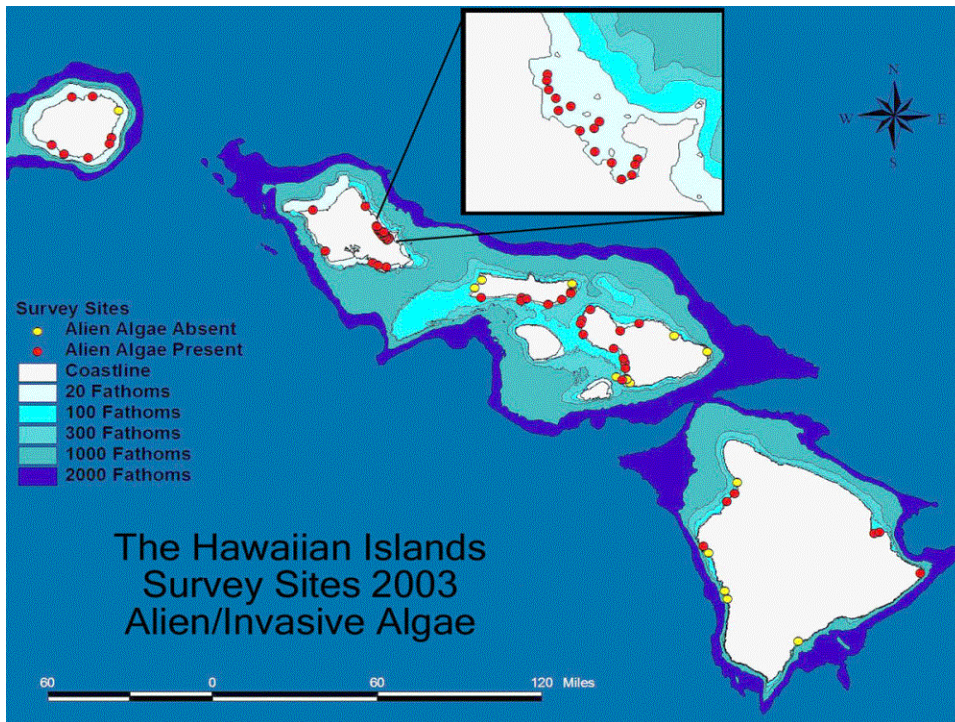 N
W E
S
Survey Sites
Alien Algae Absent
Alien Algae Present
Coastline
20 Fathoms
100 Fathoms
300 Fathoms
1000 Fathoms
2000 Fathoms
The Hawaiian Islands
Survey Sites 2003
Alien/Invasive Algae
60 0 60 120 Miles